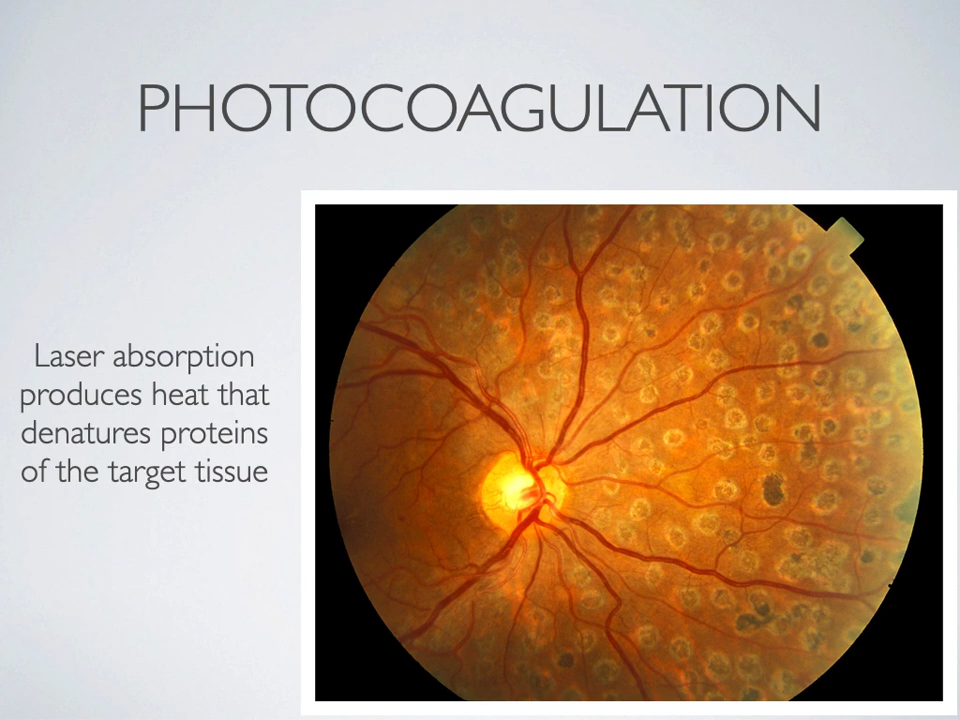 PHOTOCOAGULATION
Laser absorption
produces heat that
denatures proteins
of the target tissue